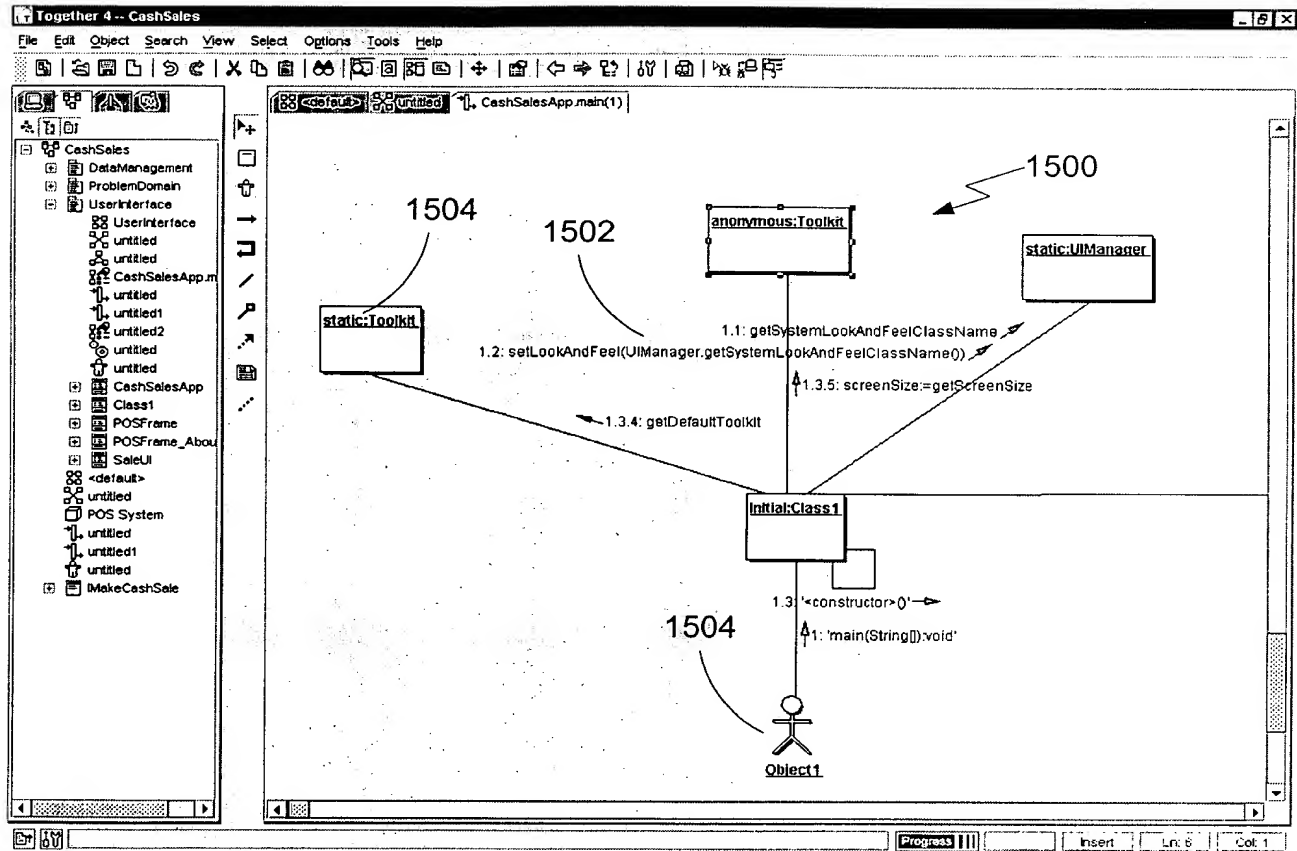 Together 4 -- CashSales
File Edit Object Search View Select Options Tools Help
<default> untitled CashSalesApp.main(1)
CashSales
DataManagement
ProblemDomain
UserInterface
UserInterface
untitled
untitled
CashSalesApp.m
untitled
untitled1
untitled2
untitled
untitled
CashSalesApp
Class1
POSFrame
POSFrame_Abou
SaleUI
<default>
untitled
POS System
untitled
untitled1
untitled
IMakeCashSale
1500
1504
1502
anonymous:Toolkit
static:UIManager
static:Toolkit
1.1: getSystemLookAndFeelClassName
1.2: setLookAndFeel(UIManager.getSystemLookAndFeelClassName())
1.3.5: screenSize:=getScreenSize
1.3.4: getDefaultToolkit
Initial:Class1
1.3: '<constructor>()'
1504
1: 'main(String[]):void'
Object1
Progress Insert Ln: 6 Col: 1